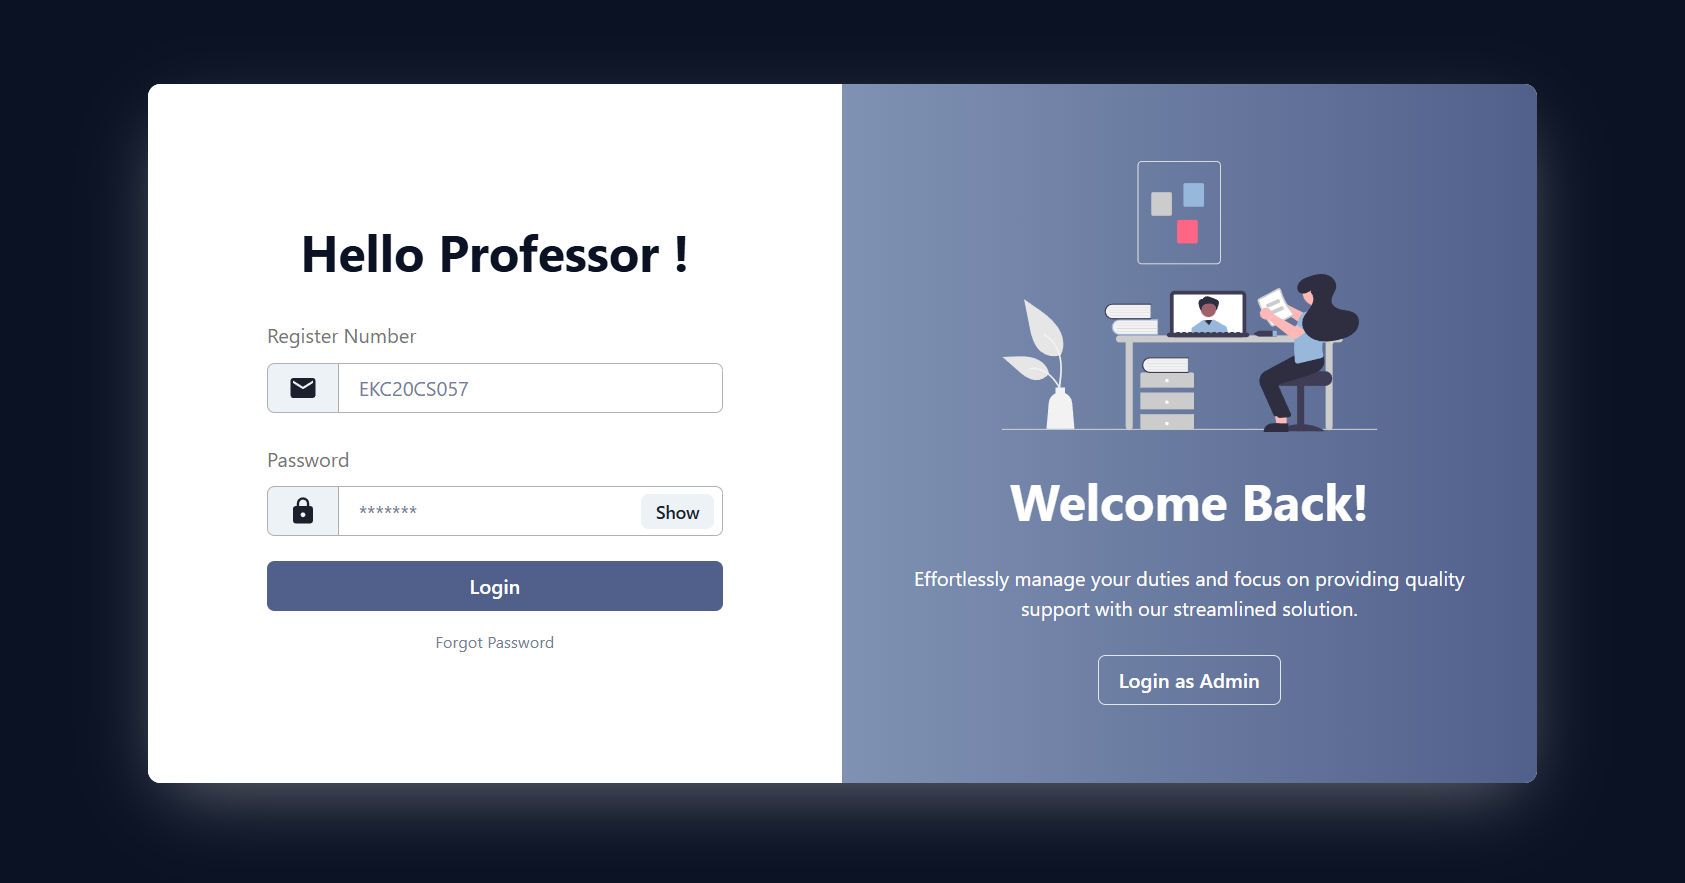 Hello Professor !
Register Number
EKC20CS057
Password
*******
Show
Login
Forgot Password
Welcome Back!
Effortlessly manage your duties and focus on providing quality
support with our streamlined solution.
Login as Admin